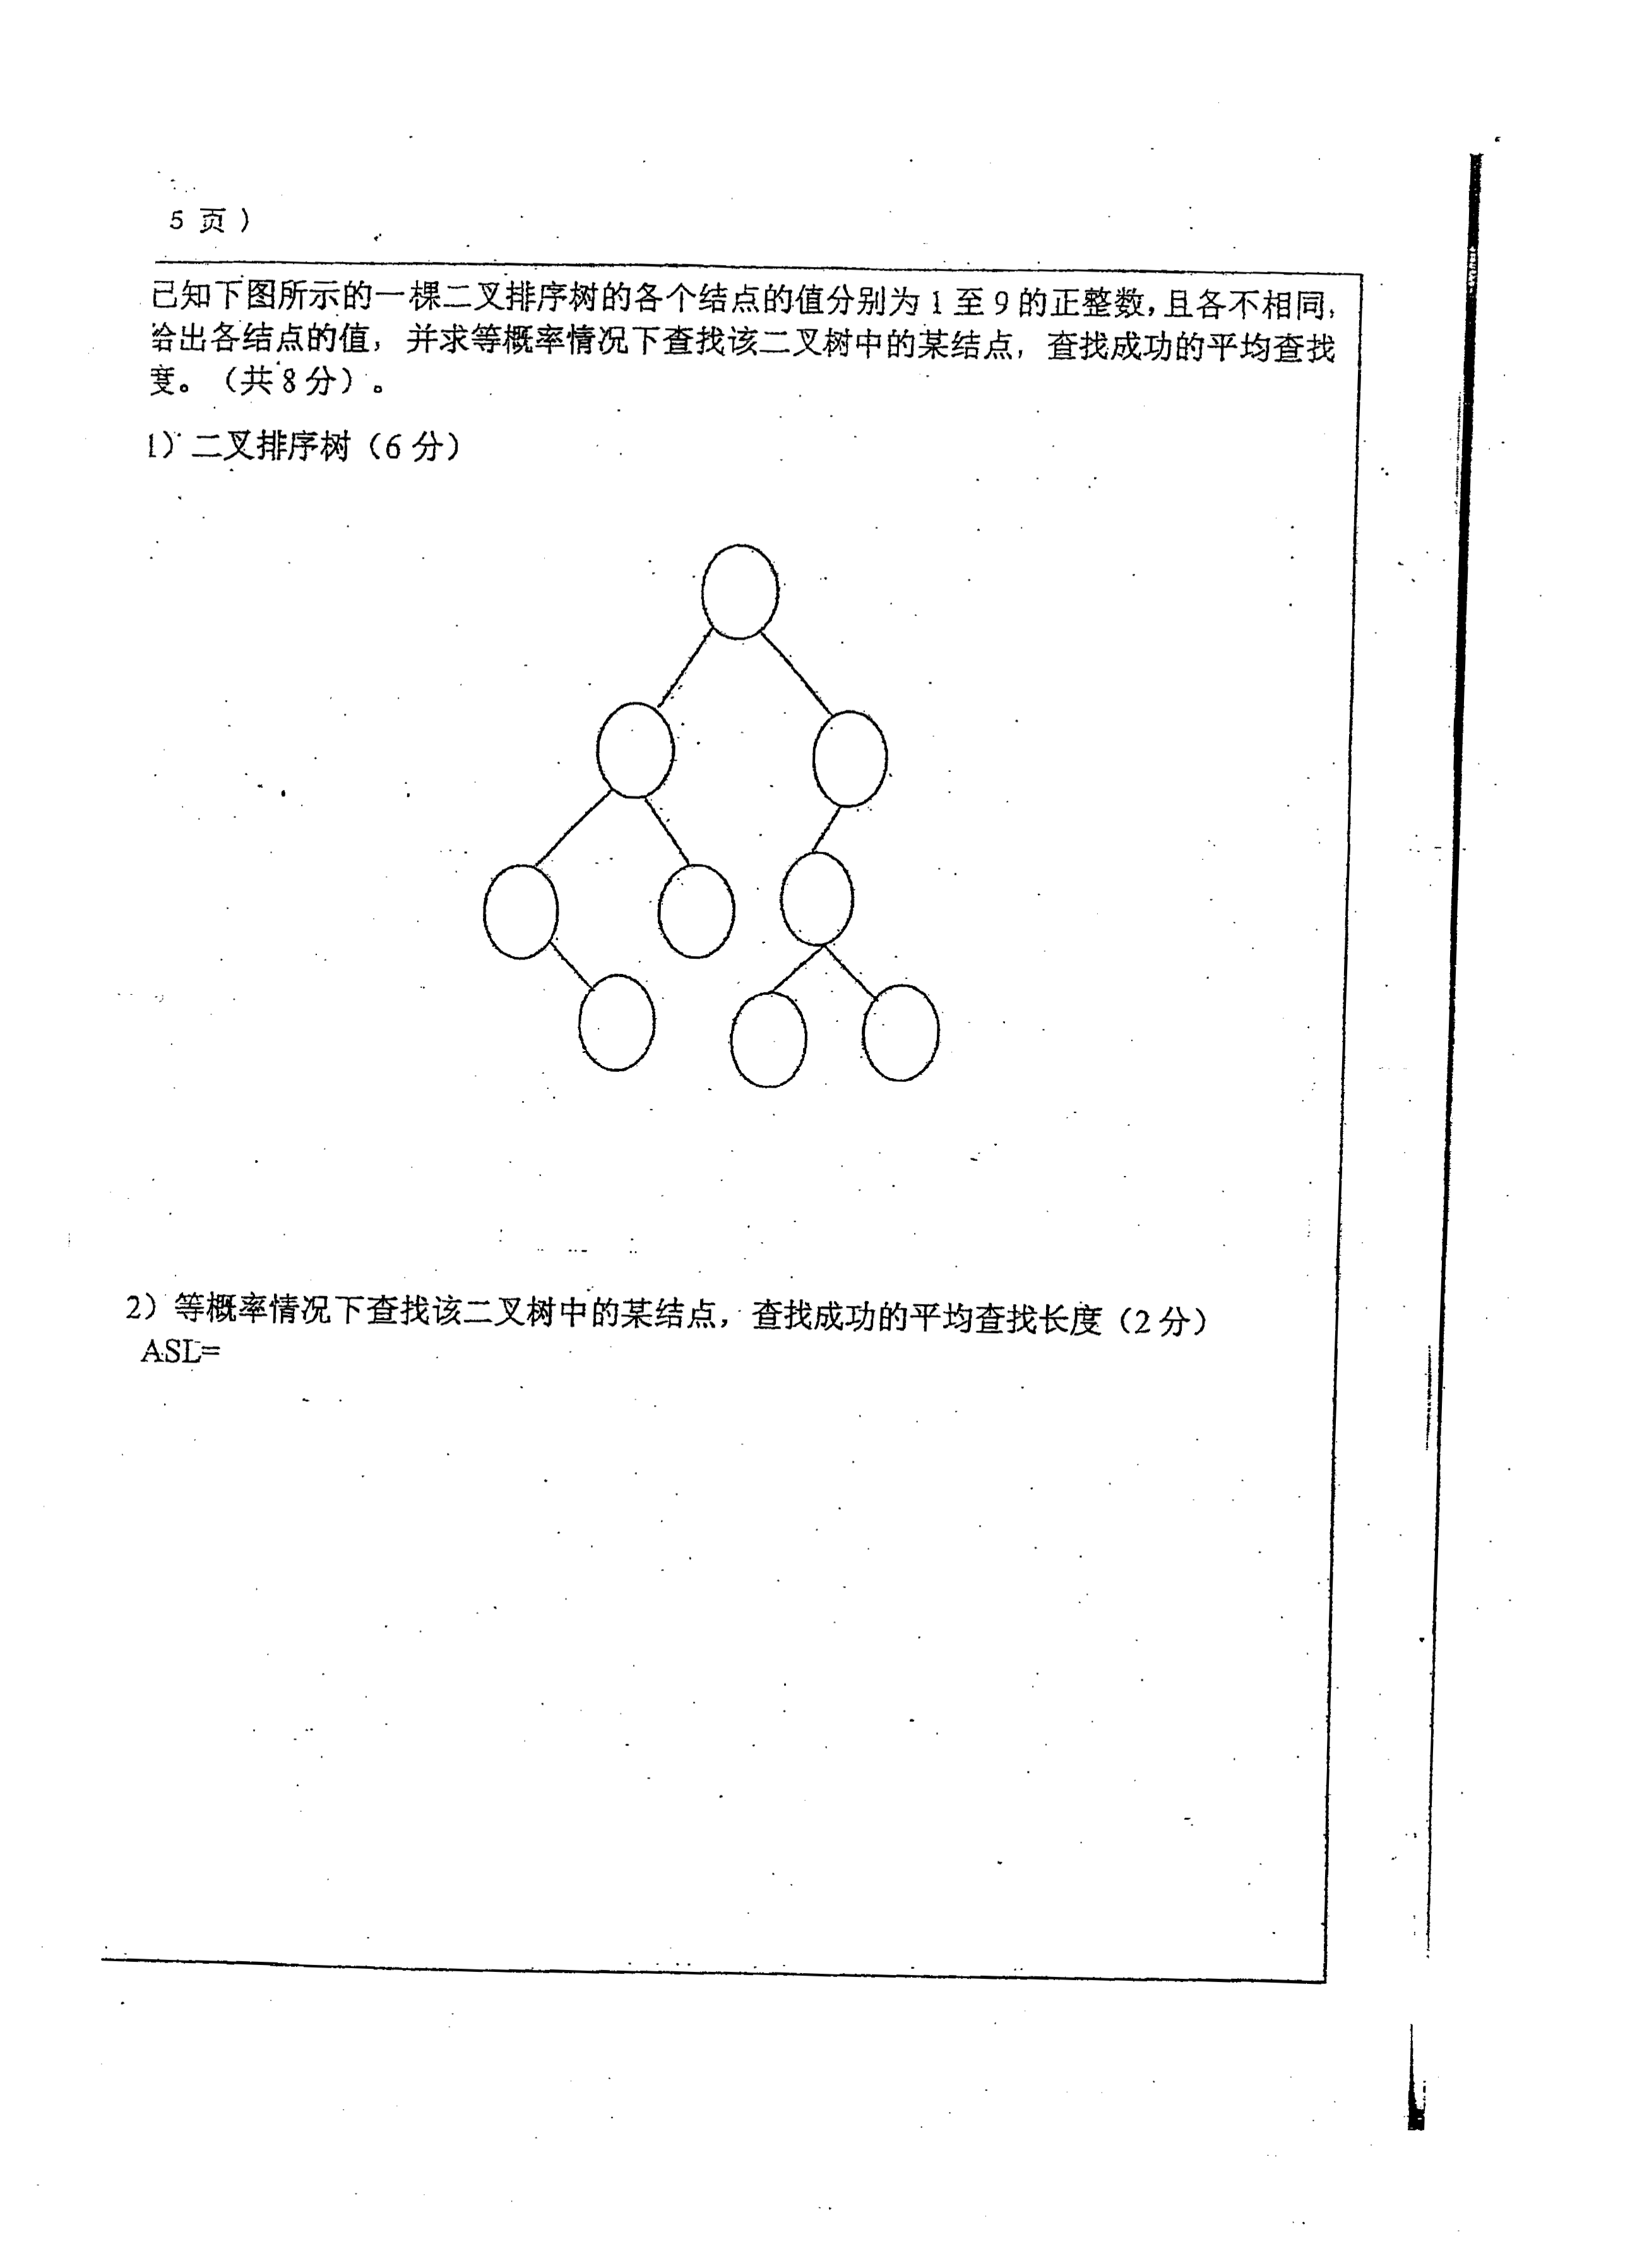 5 页）
已知下图所示的一棵二叉排序树的各个结点的值分别为 1 至 9 的正整数，且各不相同，
给出各结点的值，并求等概率情况下查找该二叉树中的某结点，查找成功的平均查找
度。（共 8 分）。
1）二叉排序树（6 分）
2）等概率情况下查找该二叉树中的某结点，查找成功的平均查找长度（2 分）
ASL=